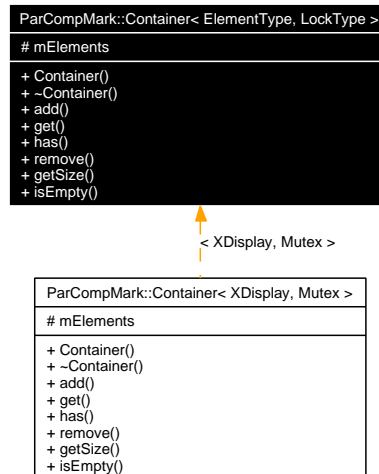 ParCompMark::Container< ElementType, LockType >
# mElements
+ Container()
+ ~Container()
+ add()
+ get()
+ has()
+ remove()
+ getSize()
+ isEmpty()
< XDisplay, Mutex >
ParCompMark::Container< XDisplay, Mutex >
# mElements
+ Container()
+ ~Container()
+ add()
+ get()
+ has()
+ remove()
+ getSize()
+ isEmpty()